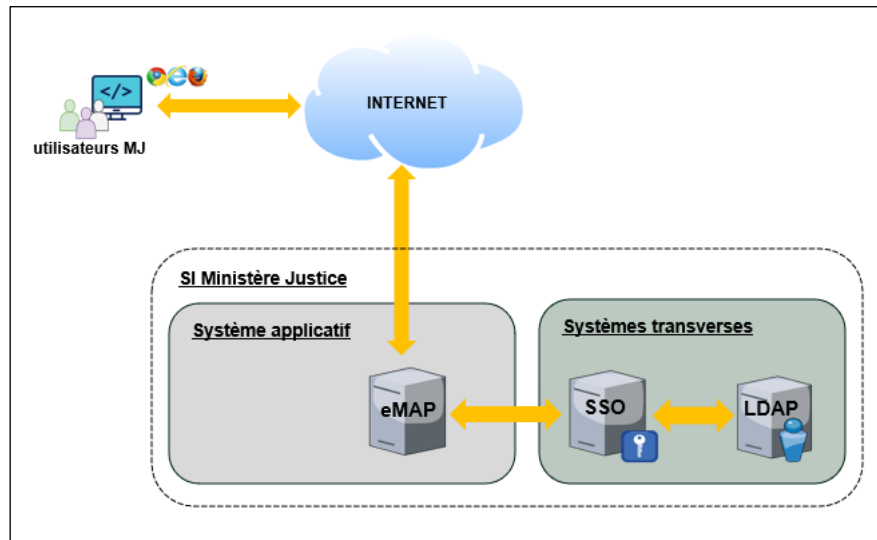 </>
INTERNET
utilisateurs MJ
SI Ministère Justice
Système applicatif
Systèmes transverses
eMAP
SSO
LDAP